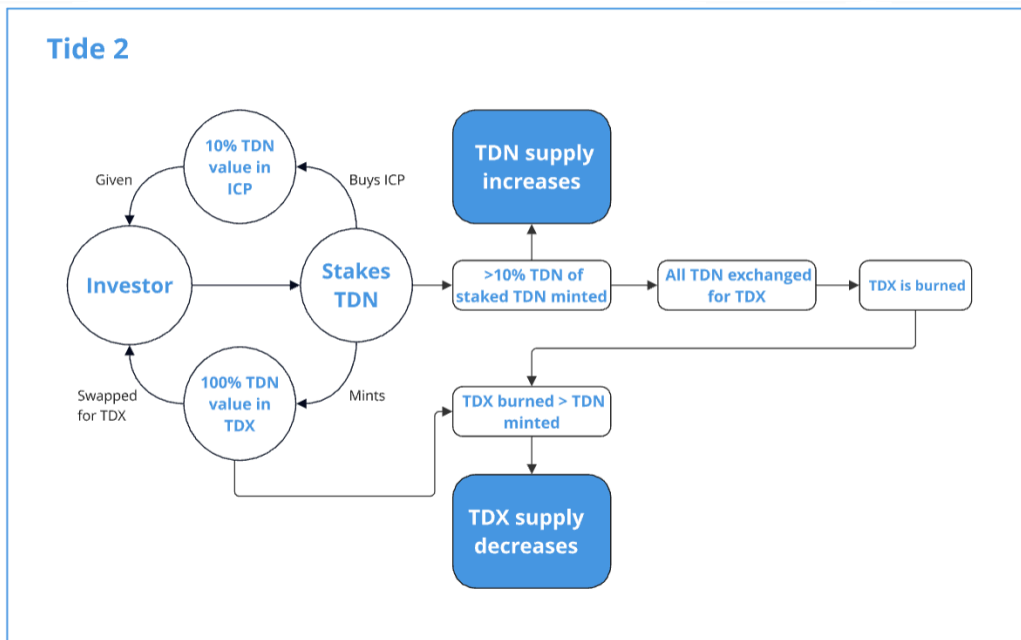 Tide 2
10% TDN
value in
ICP
Given
Buys ICP
Investor
Stakes
TDN
TDN supply
increases
>10% TDN of
staked TDN minted
All TDN exchanged
for TDX
TDX is burned
Swapped
for TDX
100% TDN
value in
TDX
Mints
TDX burned > TDN
minted
TDX supply
decreases